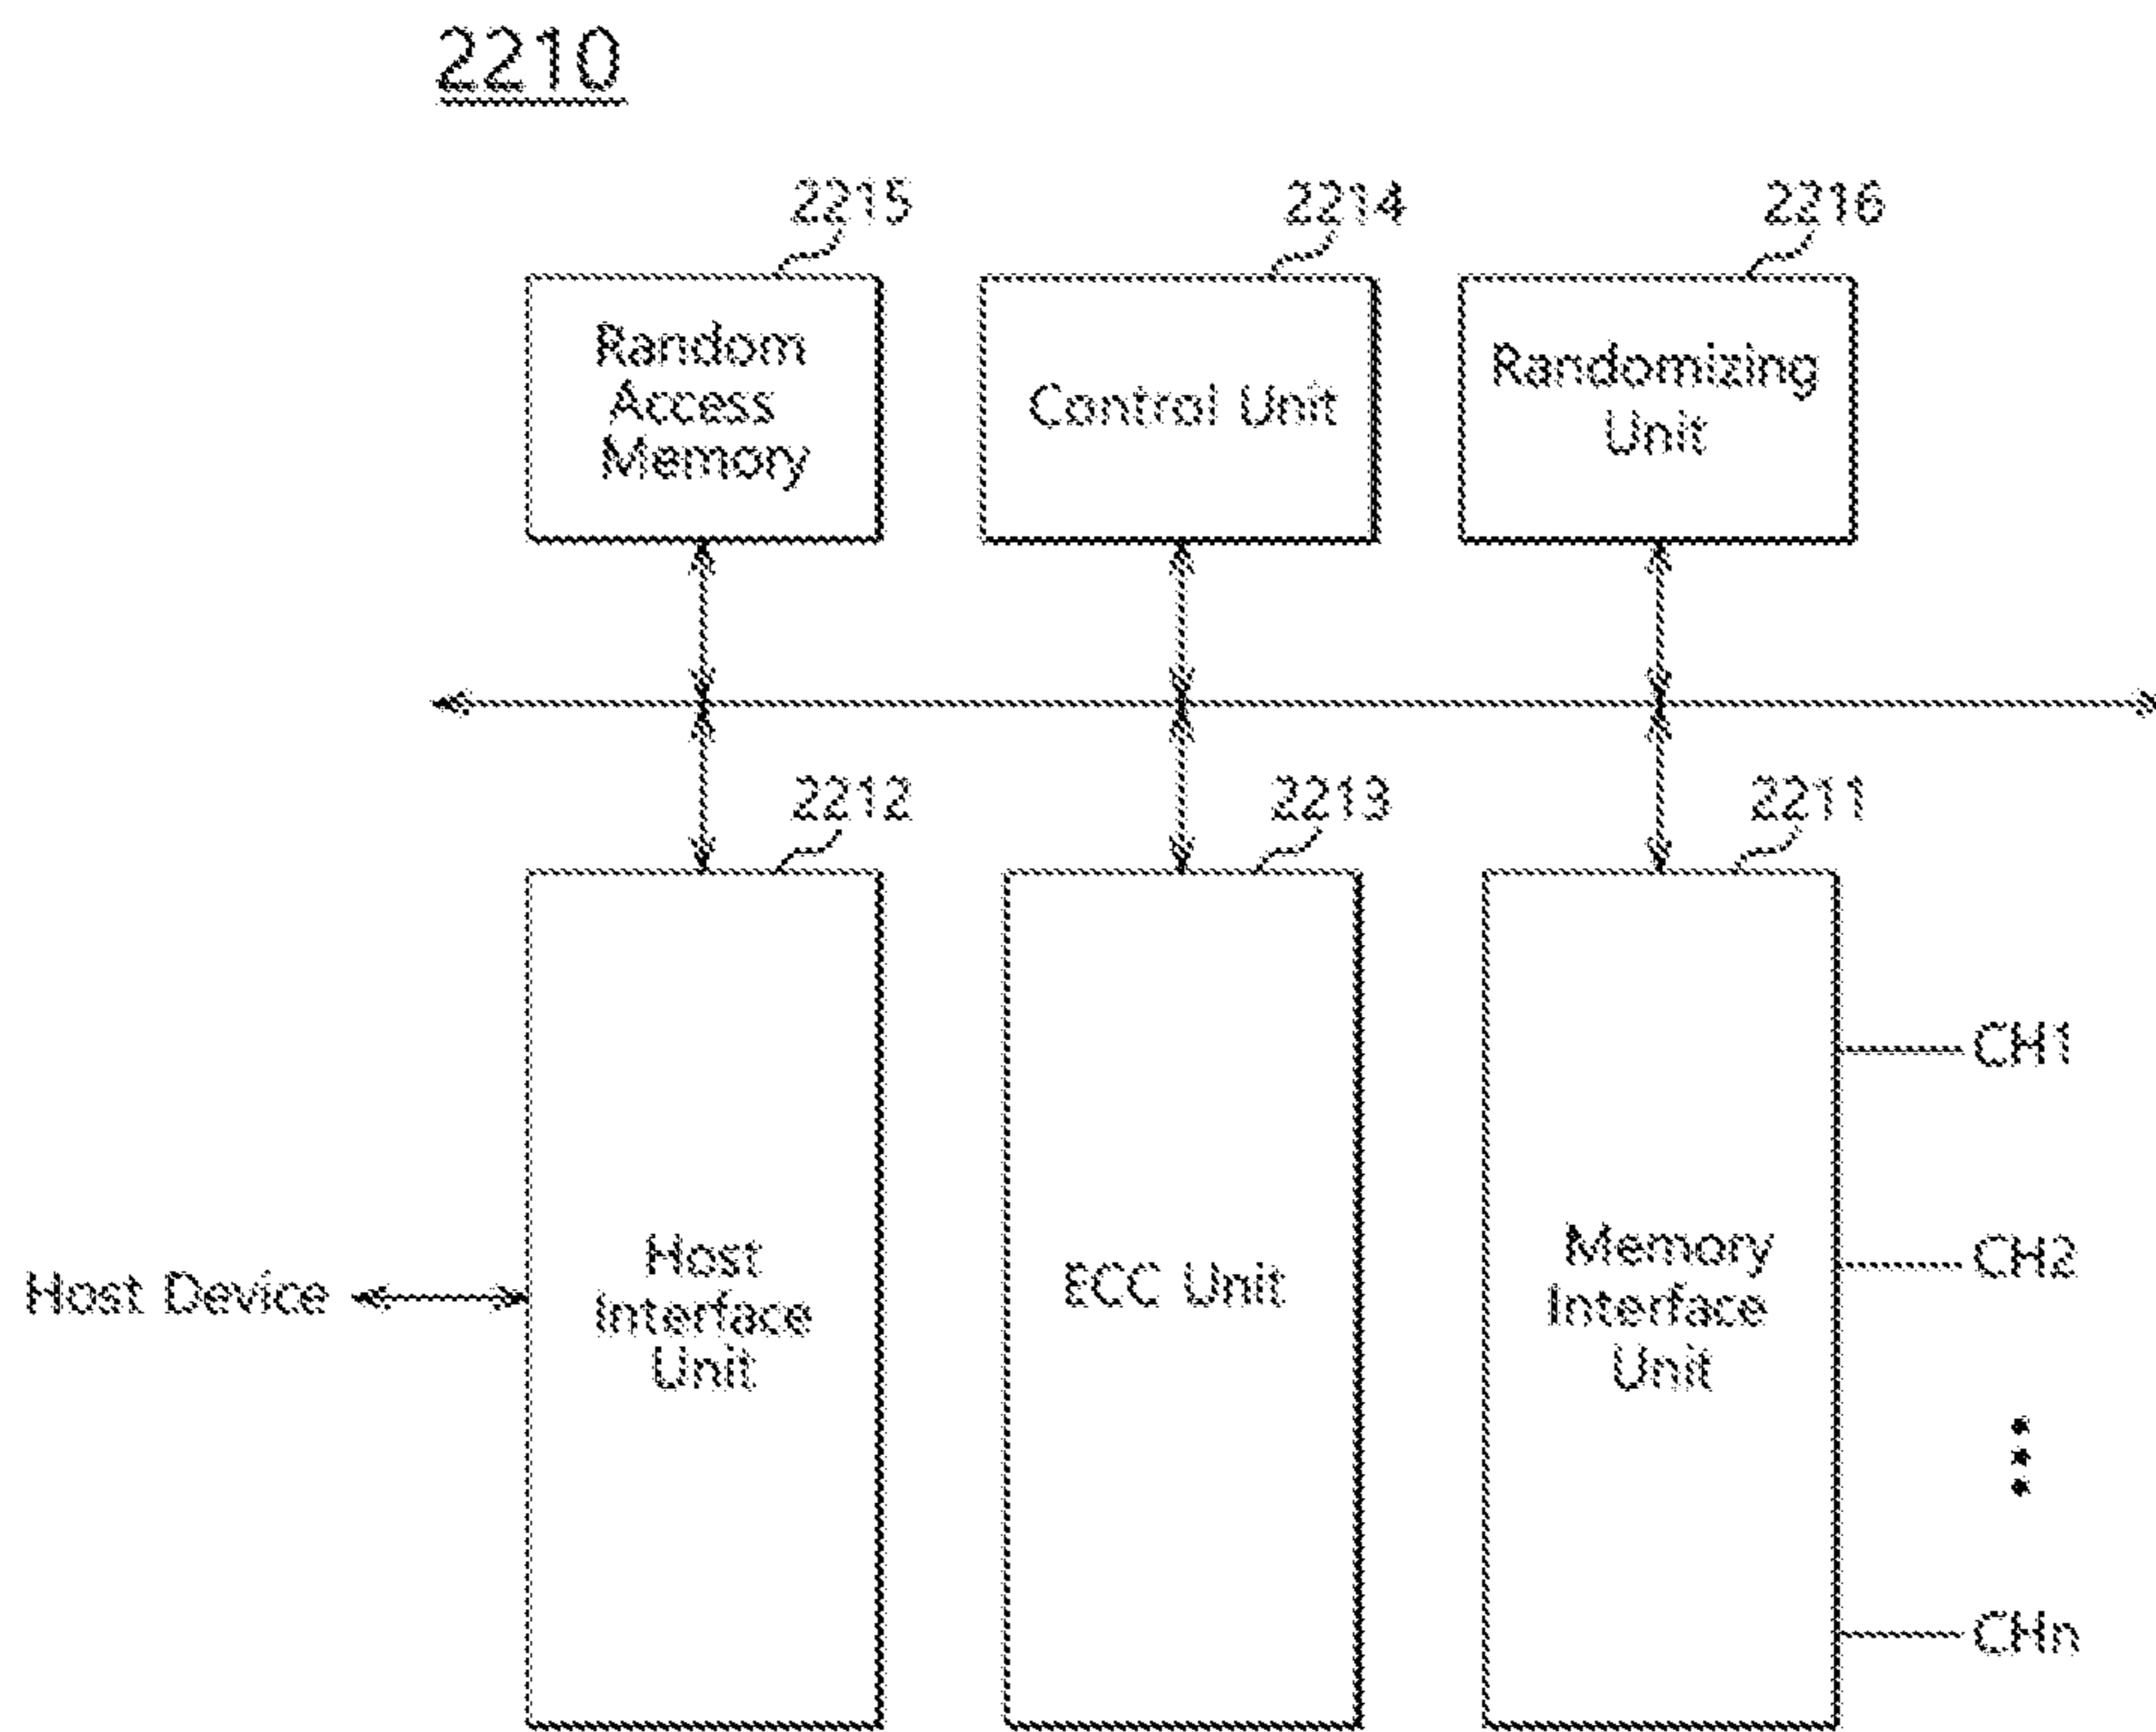 2210
2215
2214
2216
Random
Access
Memory
Control Unit
Randomizing
Unit
2212
2213
2211
Host Device
Host
Interface
Unit
ECC Unit
Memory
Interface
Unit
CH1
CH2
CHn